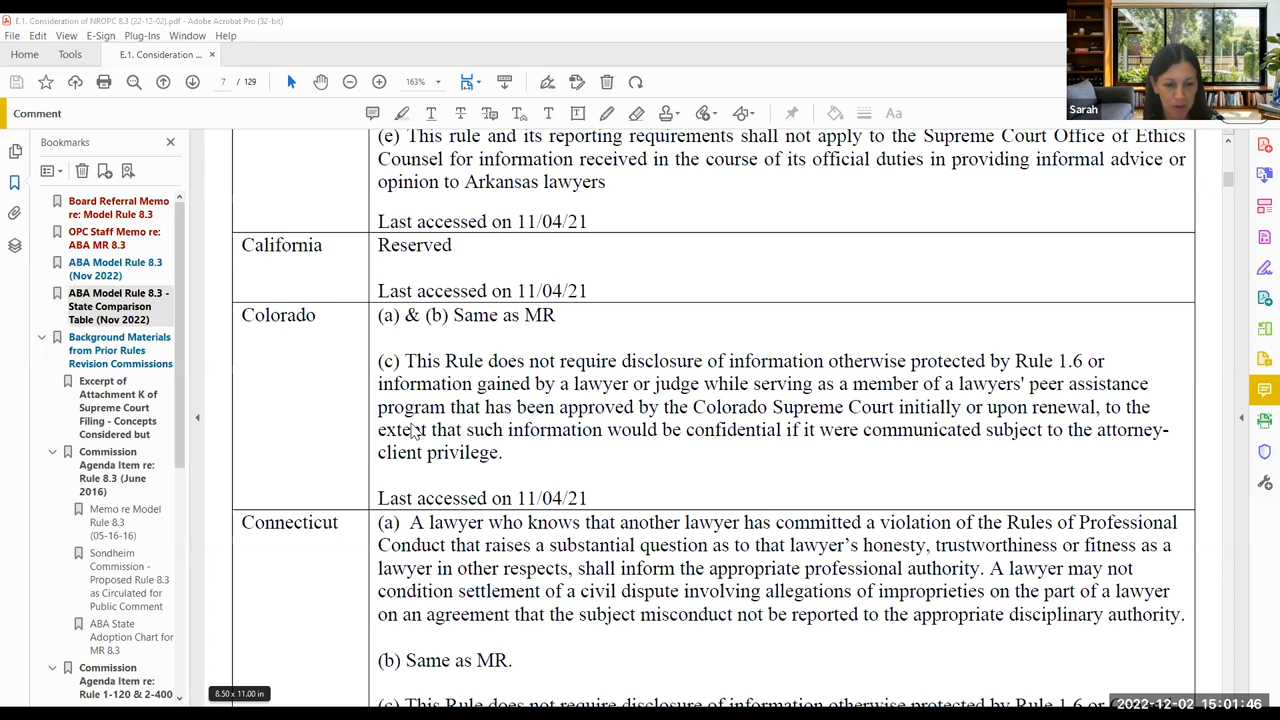 E.1. Consideration of NROPC 8.3 (22-12-02).pdf - Adobe Acrobat Pro (32-bit)
File Edit View E-Sign Plug-Ins Window Help
Home Tools E.1. Consideration ... ×
7 / 129 163%
Comment
Aa
Sarah
Bookmarks
Board Referral Memo
re: Model Rule 8.3
OPC Staff Memo re:
ABA MR 8.3
ABA Model Rule 8.3
(Nov 2022)
ABA Model Rule 8.3 -
State Comparison
Table (Nov 2022)
Background Materials
from Prior Rules
Revision Commissions
Excerpt of
Attachment K of
Supreme Court
Filing - Concepts
Considered but
Commission
Agenda Item re:
Rule 8.3 (June
2016)
Memo re Model
Rule 8.3
(05-16-16)
Sondheim
Commission -
Proposed Rule 8.3
as Circulated for
Public Comment
ABA State
Adoption Chart for
MR 8.3
Commission
Agenda Item re:
Rule 1-120 & 2-400
8.50 x 11.00 in
(e) This rule and its reporting requirements shall not apply to the Supreme Court Office of Ethics
Counsel for information received in the course of its official duties in providing informal advice or
opinion to Arkansas lawyers
Last accessed on 11/04/21
California
Reserved
Last accessed on 11/04/21
Colorado
(a) & (b) Same as MR
(c) This Rule does not require disclosure of information otherwise protected by Rule 1.6 or
information gained by a lawyer or judge while serving as a member of a lawyers' peer assistance
program that has been approved by the Colorado Supreme Court initially or upon renewal, to the
extent that such information would be confidential if it were communicated subject to the attorney-
client privilege.
Last accessed on 11/04/21
Connecticut
(a) A lawyer who knows that another lawyer has committed a violation of the Rules of Professional
Conduct that raises a substantial question as to that lawyer’s honesty, trustworthiness or fitness as a
lawyer in other respects, shall inform the appropriate professional authority. A lawyer may not
condition settlement of a civil dispute involving allegations of improprieties on the part of a lawyer
on an agreement that the subject misconduct not be reported to the appropriate disciplinary authority.
(b) Same as MR.
(c) This Rule does not require disclosure of information otherwise protected by Rule 1.6 or
2022-12-02 15:01:46